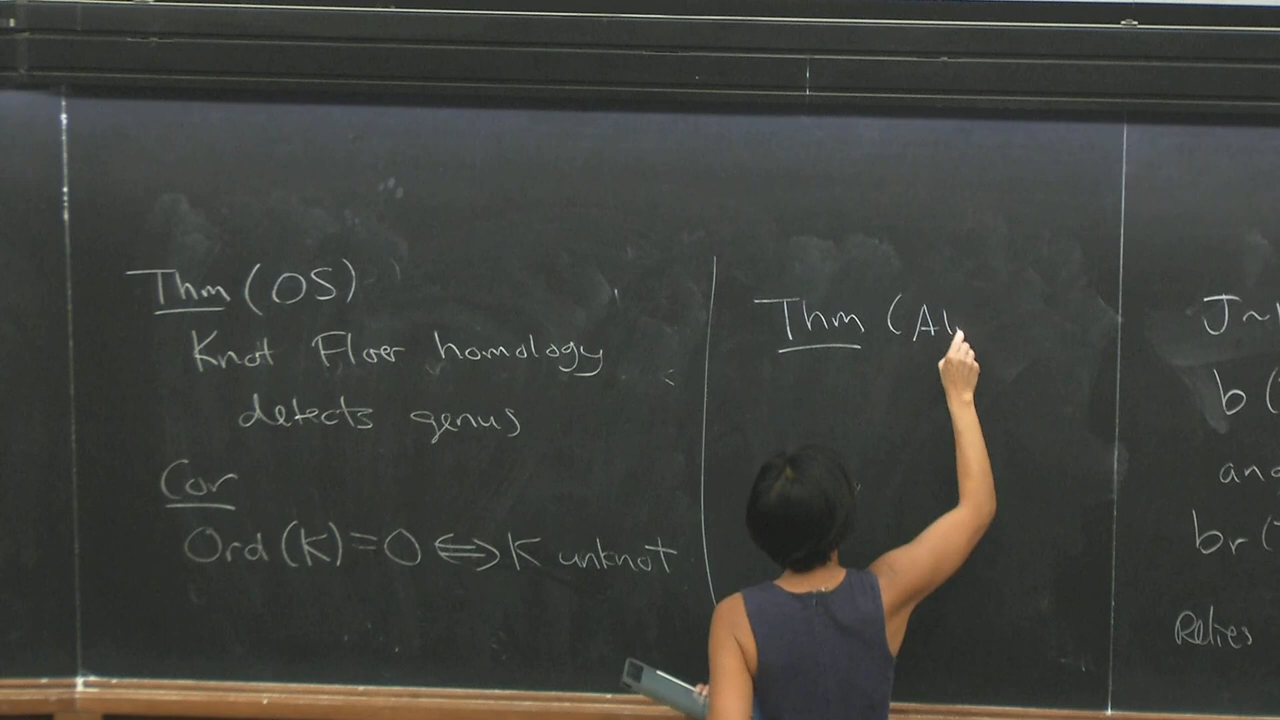 Thm (OS)
Knot Floer homology
detects genus
Cor
Ord(K)=0 ⟺ K unknot
Thm (Al
J~
b(
and
br(
Relies